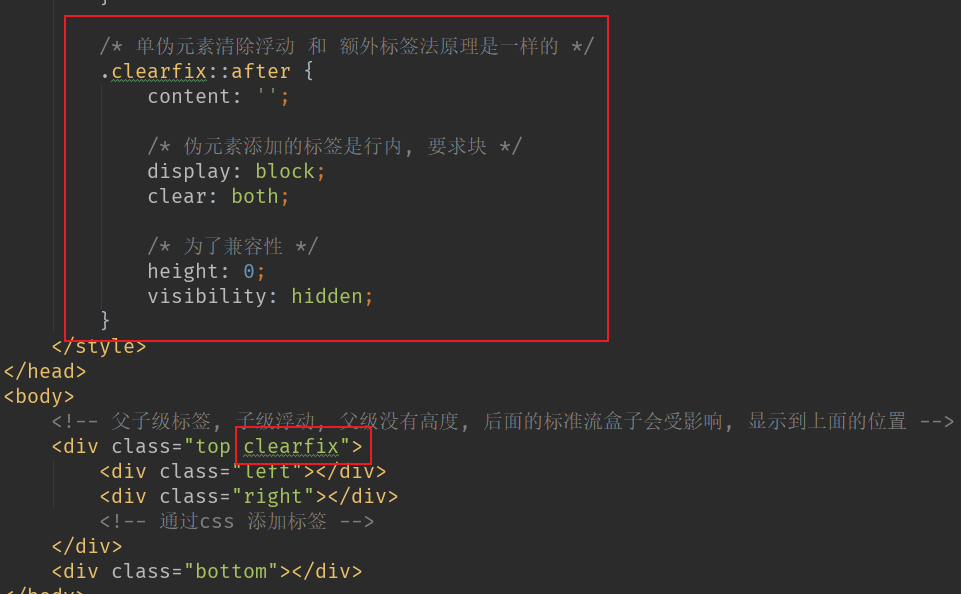 }
/* 单伪元素清除浮动 和 额外标签法原理是一样的 */
.clearfix::after {
content: '';
/* 伪元素添加的标签是行内, 要求块 */
display: block;
clear: both;
/* 为了兼容性 */
height: 0;
visibility: hidden;
}
</style>
</head>
<body>
<!-- 父子级标签, 子级浮动, 父级没有高度, 后面的标准流盒子会受影响, 显示到上面的位置 -->
<div class="top clearfix">
<div class="left"></div>
<div class="right"></div>
<!-- 通过css 添加标签 -->
</div>
<div class="bottom"></div>
</body>